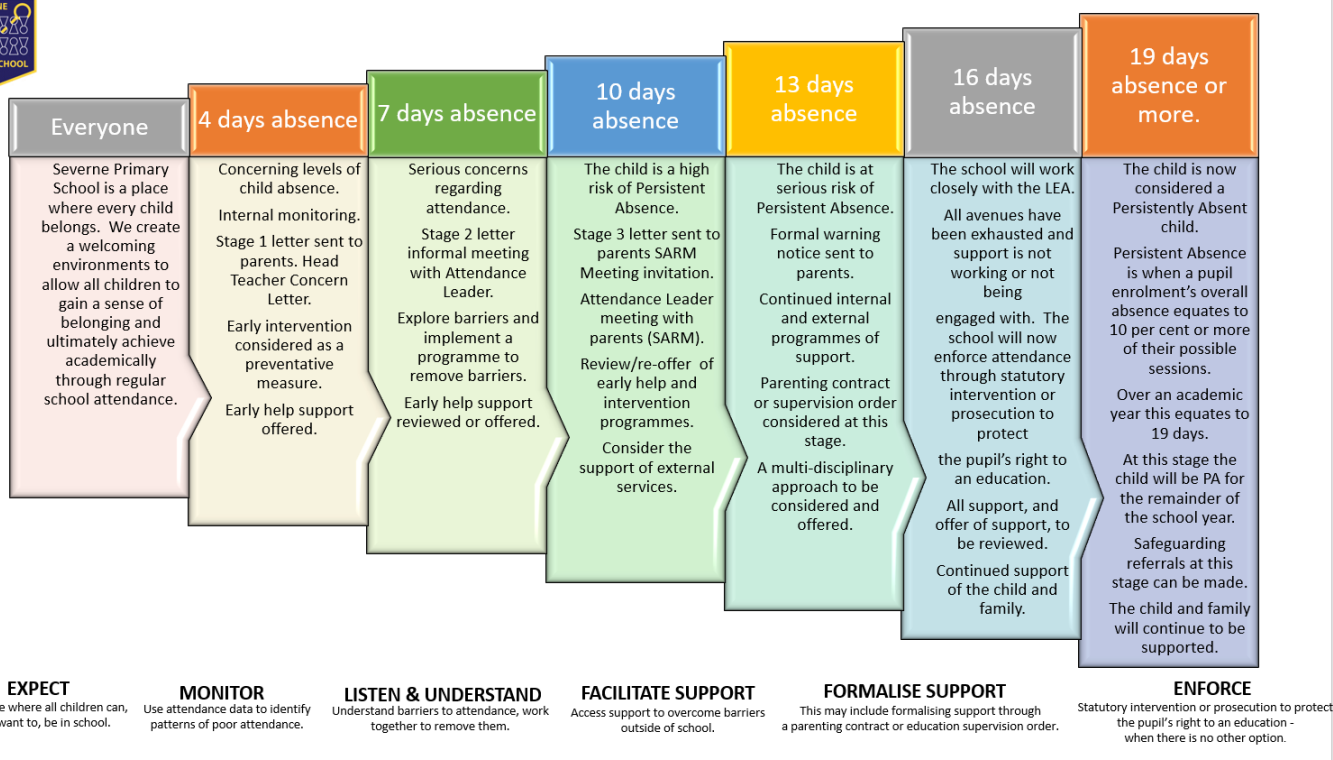 NE
SCHOOL
Everyone
Severne Primary
School is a place
where every child
belongs.  We create
a welcoming
environments to
allow all children to
gain a sense of
belonging and
ultimately achieve
academically
through regular
school attendance.
4 days absence
Concerning levels of
child absence.
Internal monitoring.
Stage 1 letter sent to
parents. Head
Teacher Concern
Letter.
Early intervention
considered as a
preventative
measure.
Early help support
offered.
7 days absence
Serious concerns
regarding
attendance.
Stage 2 letter
informal meeting
with Attendance
Leader.
Explore barriers and
implement a
programme to
remove barriers.
Early help support
reviewed or offered.
10 days
absence
The child is a high
risk of Persistent
Absence.
Stage 3 letter sent to
parents SARM
Meeting invitation.
Attendance Leader
meeting with
parents (SARM).
Review/re-offer  of
early help and
intervention
programmes.
Consider the
support of external
services.
13 days
absence
The child is at
serious risk of
Persistent Absence.
Formal warning
notice sent to
parents.
Continued internal
and external
programmes of
support.
Parenting contract
or supervision order
considered at this
stage.
A multi-disciplinary
approach to be
considered and
offered.
16 days
absence
The school will work
closely with the LEA.
All avenues have
been exhausted and
support is not
working or not
being
engaged with.  The
school will now
enforce attendance
through statutory
intervention or
prosecution to
protect
the pupil’s right to
an education.
All support, and
offer of support, to
be reviewed.
Continued support
of the child and
family.
19 days
absence or
more.
The child is now
considered a
Persistently Absent
child.
Persistent Absence
is when a pupil
enrolment’s overall
absence equates to
10 per cent or more
of their possible
sessions.
Over an academic
year this equates to
19 days.
At this stage the
child will be PA for
the remainder of
the school year.
Safeguarding
referrals at this
stage can be made.
The child and family
will continue to be
supported.
EXPECT
e where all children can,
want to, be in school.
MONITOR
Use attendance data to identify
patterns of poor attendance.
LISTEN & UNDERSTAND
Understand barriers to attendance, work
together to remove them.
FACILITATE SUPPORT
Access support to overcome barriers
outside of school.
FORMALISE SUPPORT
This may include formalising support through
a parenting contract or education supervision order.
ENFORCE
Statutory intervention or prosecution to protect
the pupil’s right to an education -
when there is no other option.